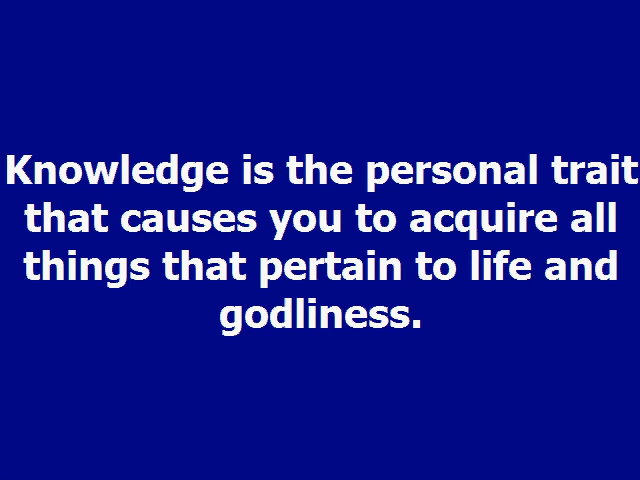 Knowledge is the personal trait
that causes you to acquire all
things that pertain to life and
godliness.